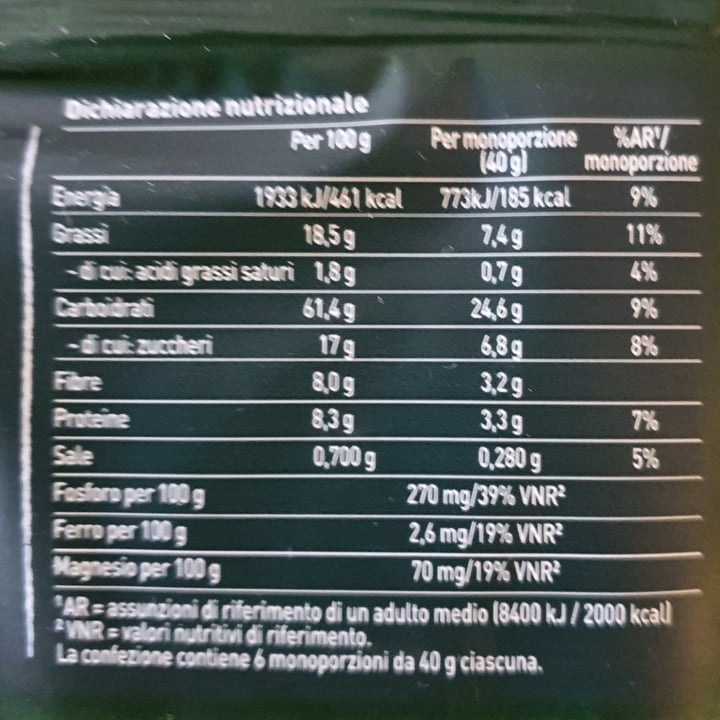 Dichiarazione nutrizionale
Per 100 g Per monoporzione (40 g) %AR¹/ monoporzione
Energia 1933 kJ/461 kcal 773kJ/185 kcal 9%
Grassi 18,5 g 7,4 g 11%
- di cui: acidi grassi saturi 1,8 g 0,7 g 4%
Carboidrati 61,4 g 24,6 g 9%
- di cui: zuccheri 17 g 6,8 g 8%
Fibre 8,0 g 3,2 g
Proteine 8,3 g 3,3 g 7%
Sale 0,700 g 0,280 g 5%
Fosforo per 100 g 270 mg/39% VNR²
Ferro per 100 g 2,6 mg/19% VNR²
Magnesio per 100 g 70 mg/19% VNR²
¹AR = assunzioni di riferimento di un adulto medio (8400 kJ / 2000 kcal)
²VNR = valori nutritivi di riferimento.
La confezione contiene 6 monoporzioni da 40 g ciascuna.